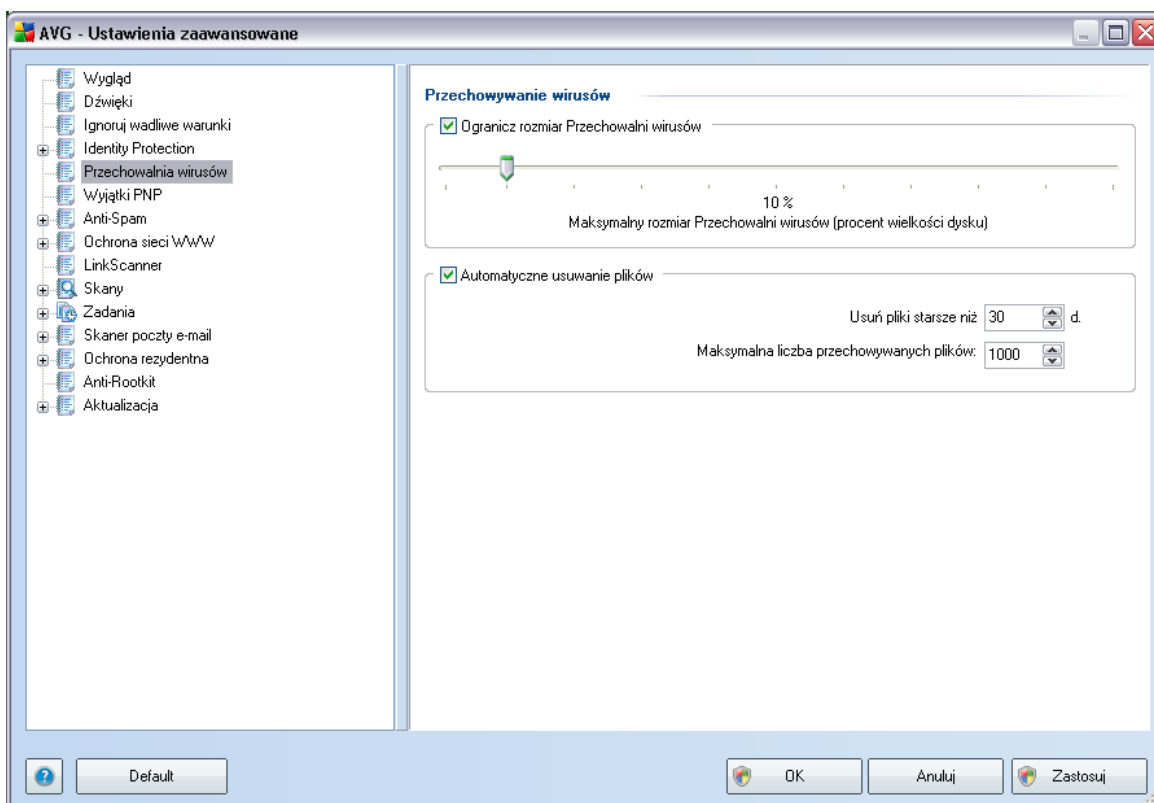 AVG - Ustawienia zaawansowane
Wygląd
Dźwięki
Ignoruj wadliwe warunki
Identity Protection
Przechowalnia wirusów
Wyjątki PNP
Anti-Spam
Ochrona sieci WWW
LinkScanner
Skany
Zadania
Skaner poczty e-mail
Ochrona rezydentna
Anti-Rootkit
Aktualizacja
Przechowywanie wirusów
Ogranicz rozmiar Przechowalni wirusów
10 %
Maksymalny rozmiar Przechowalni wirusów (procent wielkości dysku)
Automatyczne usuwanie plików
Usuń pliki starsze niż 30 d.
Maksymalna liczba przechowywanych plików: 1000
? Default OK Anuluj Zastosuj